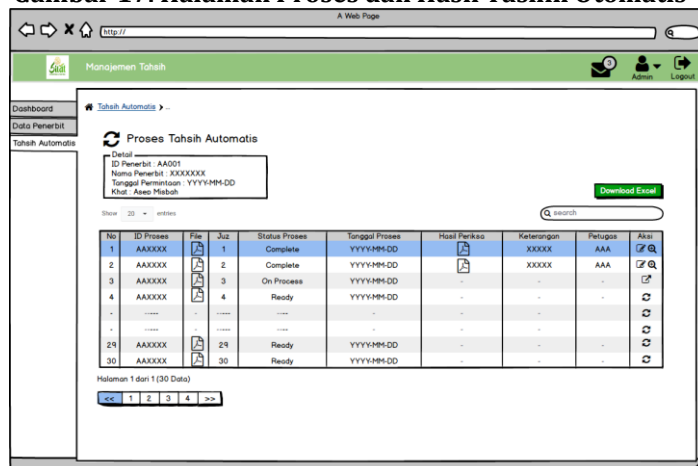 Gambar 17. Halaman Proses dan Hasil Tashih Otomatis
A Web Page
http://
Manajemen Tahsih
3
Admin
Logout
Dashboard
Data Penerbit
Tahsih Automatis
Tahsih Automatis > ..
Proses Tahsih Automatis
Detail
ID Penerbit : AA001
Nama Penerbit : XXXXXXX
Tanggal Permintaan : YYYY-MM-DD
Khat : Asep Misbah
Download Excel
Show 20 entries
search
No ID Proses File Juz Status Proses Tanggal Proses Hasil Periksa Keterangan Petugas Aksi
1 AAXXXX 1 Complete YYYY-MM-DD XXXXX AAA
2 AAXXXX 2 Complete YYYY-MM-DD XXXXX AAA
3 AAXXXX 3 On Process YYYY-MM-DD - - -
4 AAXXXX 4 Ready YYYY-MM-DD - - -
- ----- - ----- ---- - - - -
- ----- - ----- ---- - - - -
29 AAXXXX 29 Ready YYYY-MM-DD - - -
30 AAXXXX 30 Ready YYYY-MM-DD - - -
Halaman 1 dari 1 (30 Data)
<< 1 2 3 4 >>